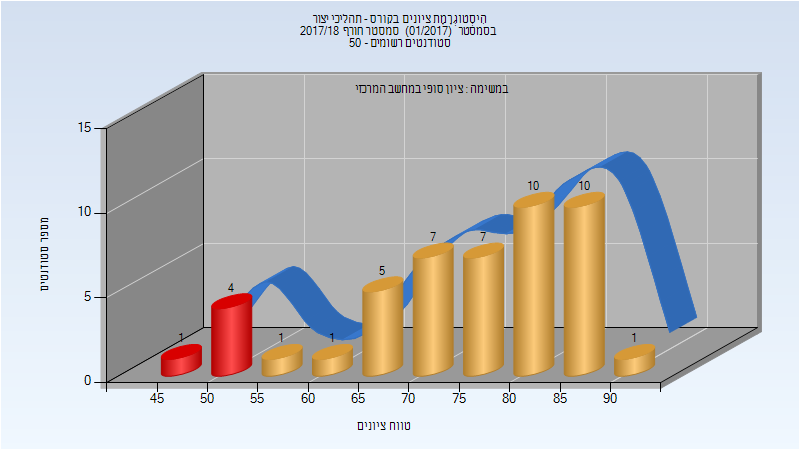 היסטוגרמת ציונים בקורס - תהליכי יצור
בסמסטר (01/2017) סמסטר חורף 2017/18
סטודנטים רשומים - 50
במשימה : ציון סופי במחשב המרכזי
מספר סטודנטים
15
10
5
0
1
4
1
1
5
7
7
10
10
1
45 50 55 60 65 70 75 80 85 90
טווח ציונים